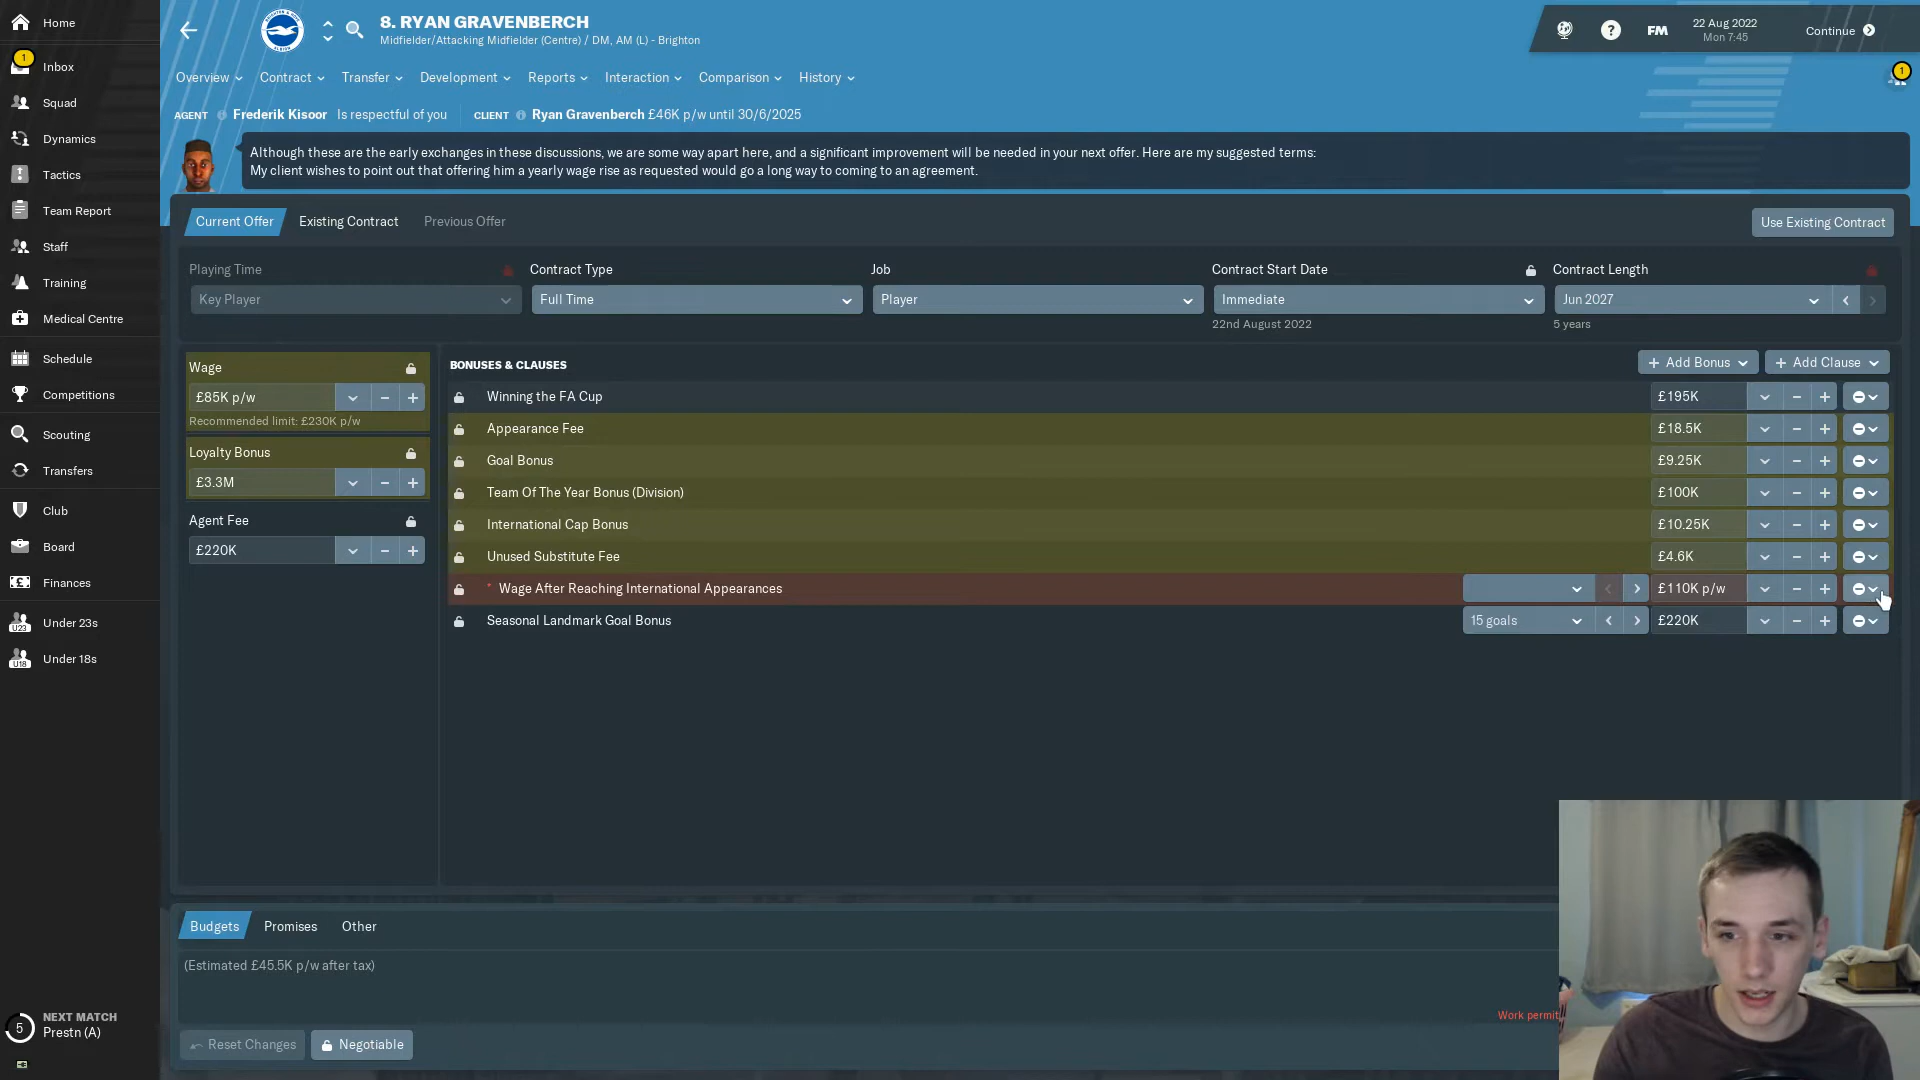 Home
8. RYAN GRAVENBERCH
Midfielder/Attacking Midfielder (Centre) / DM, AM (L) - Brighton
FM
22 Aug 2022
Mon 7:45
Continue
1
Inbox
Overview
Contract
Transfer
Development
Reports
Interaction
Comparison
History
1
Squad
AGENT Frederik Kisoor Is respectful of you CLIENT Ryan Gravenberch £46K p/w until 30/6/2025
Dynamics
Although these are the early exchanges in these discussions, we are some way apart here, and a significant improvement will be needed in your next offer. Here are my suggested terms:
My client wishes to point out that offering him a yearly wage rise as requested would go a long way to coming to an agreement.
Tactics
Team Report
Current Offer
Existing Contract
Previous Offer
Use Existing Contract
Staff
Playing Time
Contract Type
Job
Contract Start Date
Contract Length
Training
Key Player
Full Time
Player
Immediate
Jun 2027
Medical Centre
22nd August 2022
5 years
Schedule
Wage
BONUSES & CLAUSES
+ Add Bonus
+ Add Clause
Competitions
£85K p/w
Winning the FA Cup
£195K
Recommended limit: £230K p/w
Appearance Fee
£18.5K
Scouting
Loyalty Bonus
Goal Bonus
£9.25K
Transfers
£3.3M
Team Of The Year Bonus (Division)
£100K
Club
Agent Fee
International Cap Bonus
£10.25K
Board
£220K
Unused Substitute Fee
£4.6K
Finances
* Wage After Reaching International Appearances
£110K p/w
U23 Under 23s
Seasonal Landmark Goal Bonus
15 goals
£220K
U18 Under 18s
Budgets
Promises
Other
(Estimated £45.5K p/w after tax)
5
NEXT MATCH
Prestn (A)
Work permit
Reset Changes
Negotiable